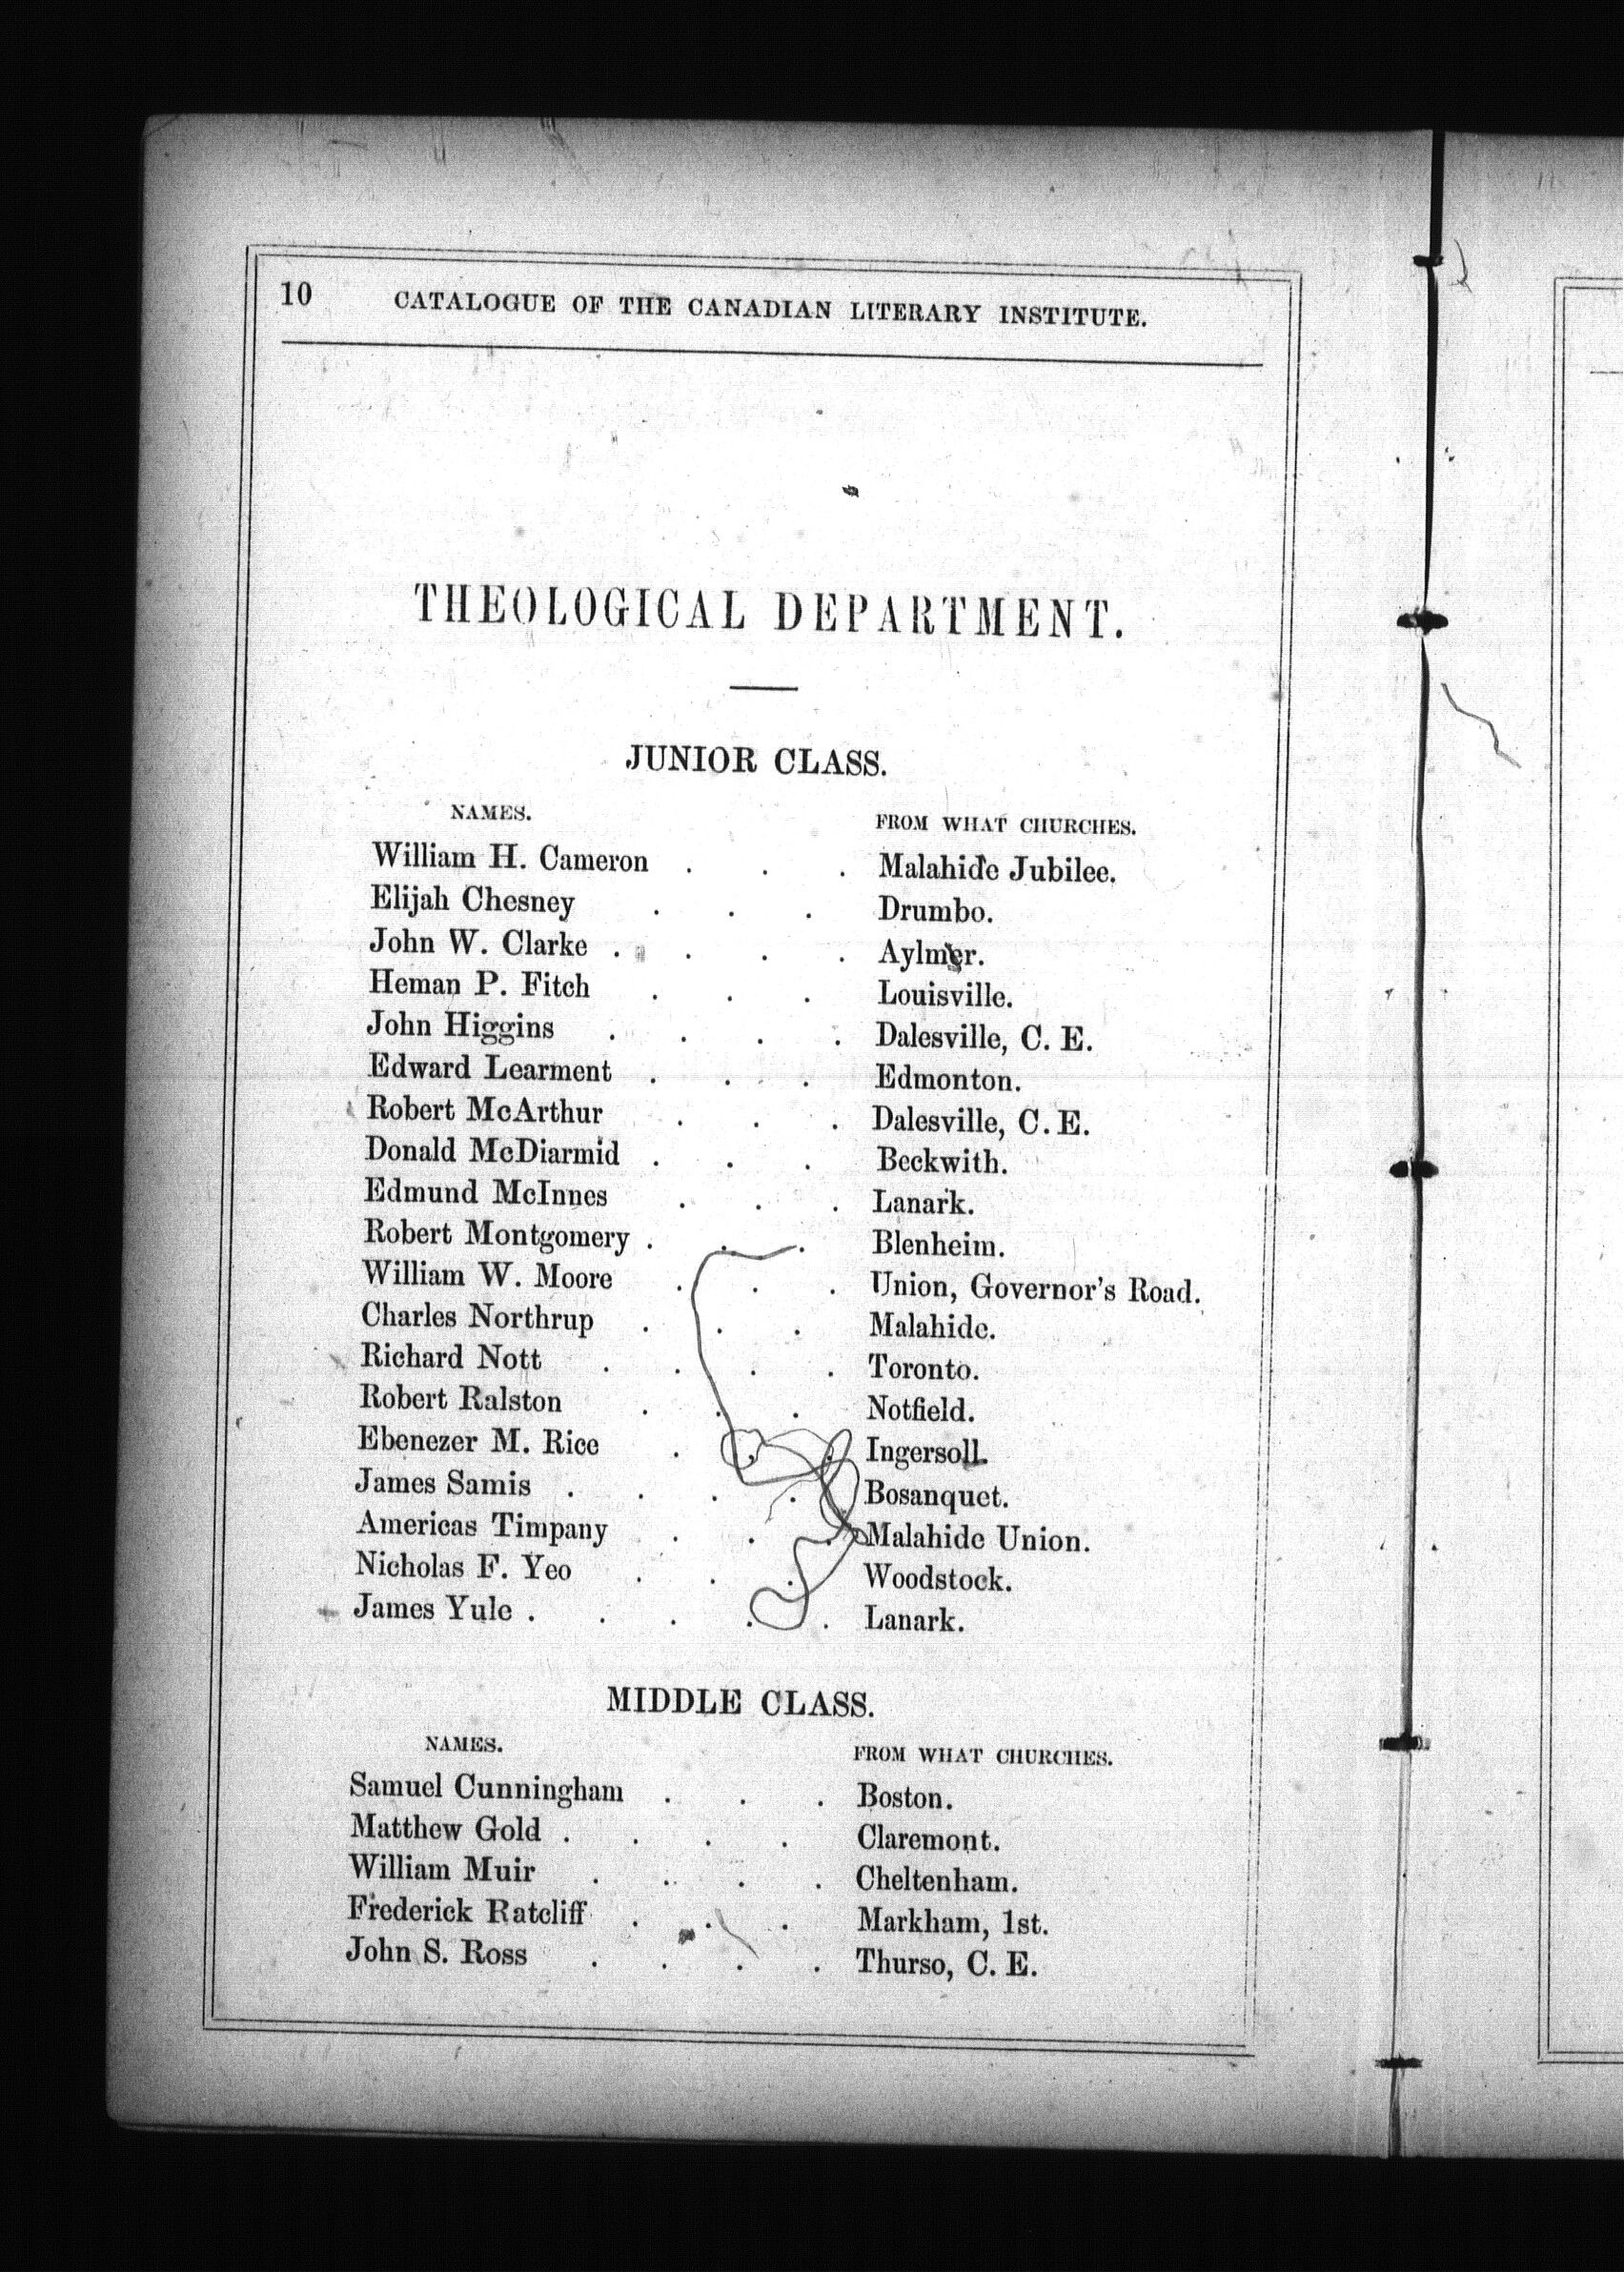 10 CATALOGUE OF THE CANADIAN LITERARY INSTITUTE.
THEOLOGICAL DEPARTMENT.
JUNIOR CLASS.
NAMES. FROM WHAT CHURCHES.
William H. Cameron . . . Malahide Jubilee.
Elijah Chesney . . . Drumbo.
John W. Clarke . . . . Aylmer.
Heman P. Fitch . . . Louisville.
John Higgins . . . . Dalesville, C. E.
Edward Learment . . . Edmonton.
Robert McArthur . . . Dalesville, C. E.
Donald McDiarmid . . . Beckwith.
Edmund McInnes . . . Lanark.
Robert Montgomery . . . Blenheim.
William W. Moore . . . Union, Governor's Road.
Charles Northrup . . . Malahide.
Richard Nott . . . . Toronto.
Robert Ralston . . . Notfield.
Ebenezer M. Rice . . . Ingersoll.
James Samis . . . . Bosanquet.
Americas Timpany . . . Malahide Union.
Nicholas F. Yeo . . . Woodstock.
James Yule . . . . . Lanark.
MIDDLE CLASS.
NAMES. FROM WHAT CHURCHES.
Samuel Cunningham . . . Boston.
Matthew Gold . . . . Claremont.
William Muir . . . . Cheltenham.
Frederick Ratcliff . . . Markham, 1st.
John S. Ross . . . . Thurso, C. E.